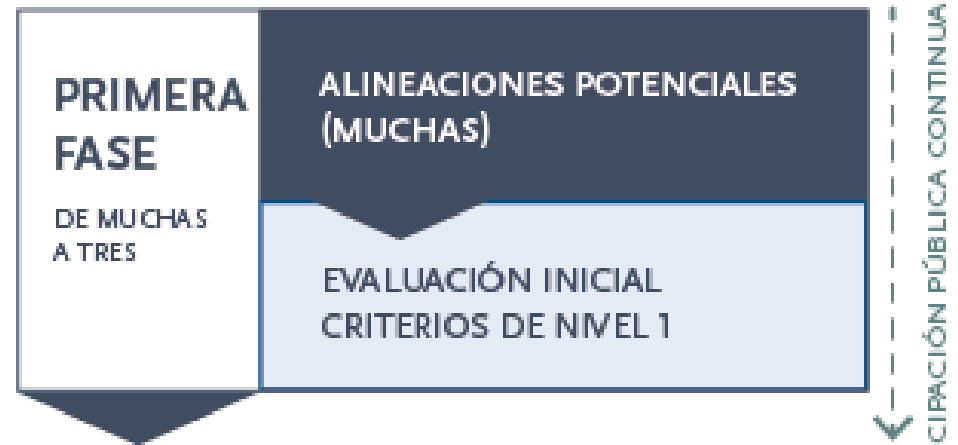 PRIMERA
FASE
DE MUCHAS
A TRES
ALINEACIONES POTENCIALES
(MUCHAS)
EVALUACIÓN INICIAL
CRITERIOS DE NIVEL 1
CIPACIÓN PÚBLICA CONTINUA